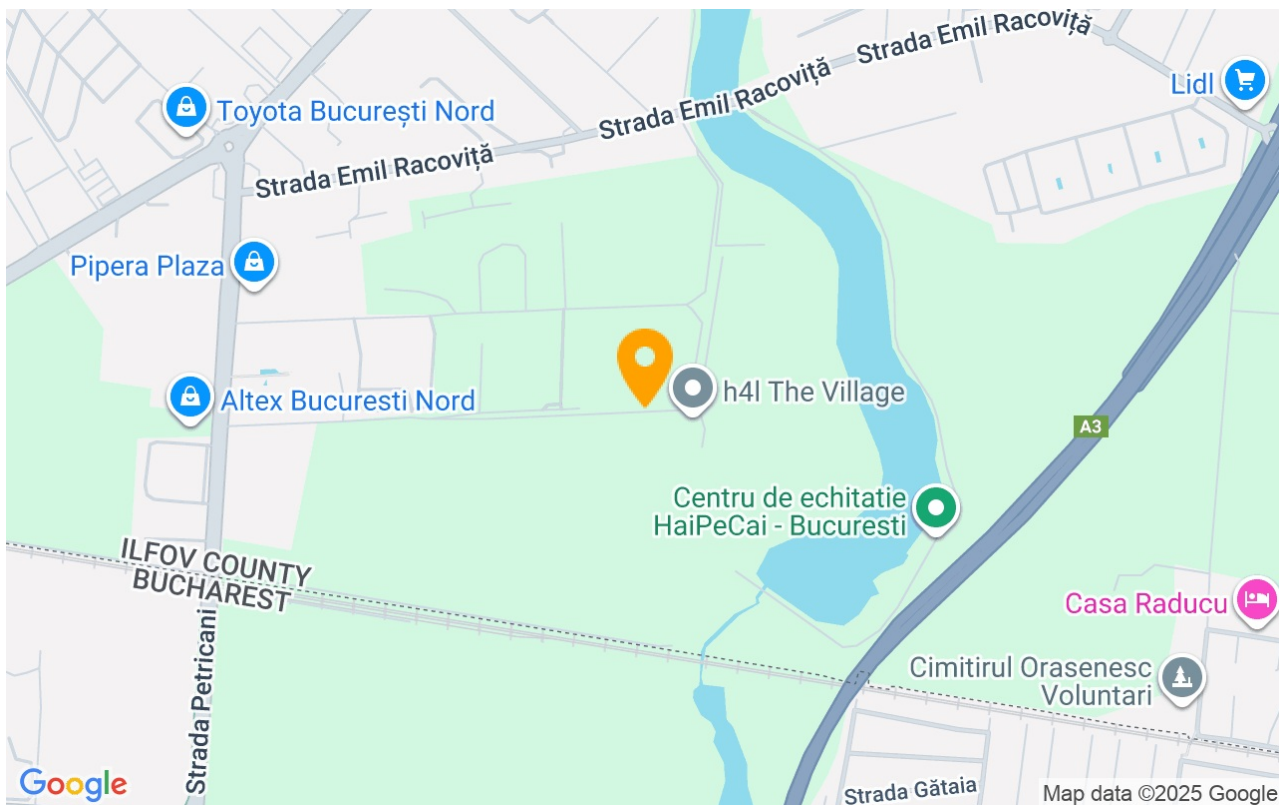 Strada Emil Racoviță
Strada Emil Racoviță
Lidl
Toyota București Nord
Strada Emil Racoviță
Pipera Plaza
Altex Bucuresti Nord
h4l The Village
A3
Centru de echitatie
HaiPeCai - Bucuresti
ILFOV COUNTY
BUCHAREST
Casa Raducu
Strada Petricani
Cimitirul Orasenesc
Voluntari
Google
Strada Gătaia
Map data ©2025 Google